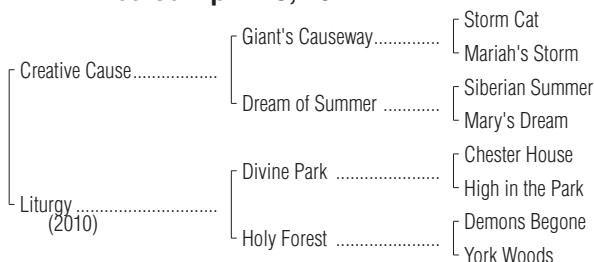 Storm Cat
Giant's Causeway..............
Mariah's Storm
Creative Cause..................
Siberian Summer
Dream of Summer ............
Mary's Dream
Chester House
Divine Park ......................
High in the Park
Liturgy ..............................
(2010)
Demons Begone
Holy Forest ......................
York Woods